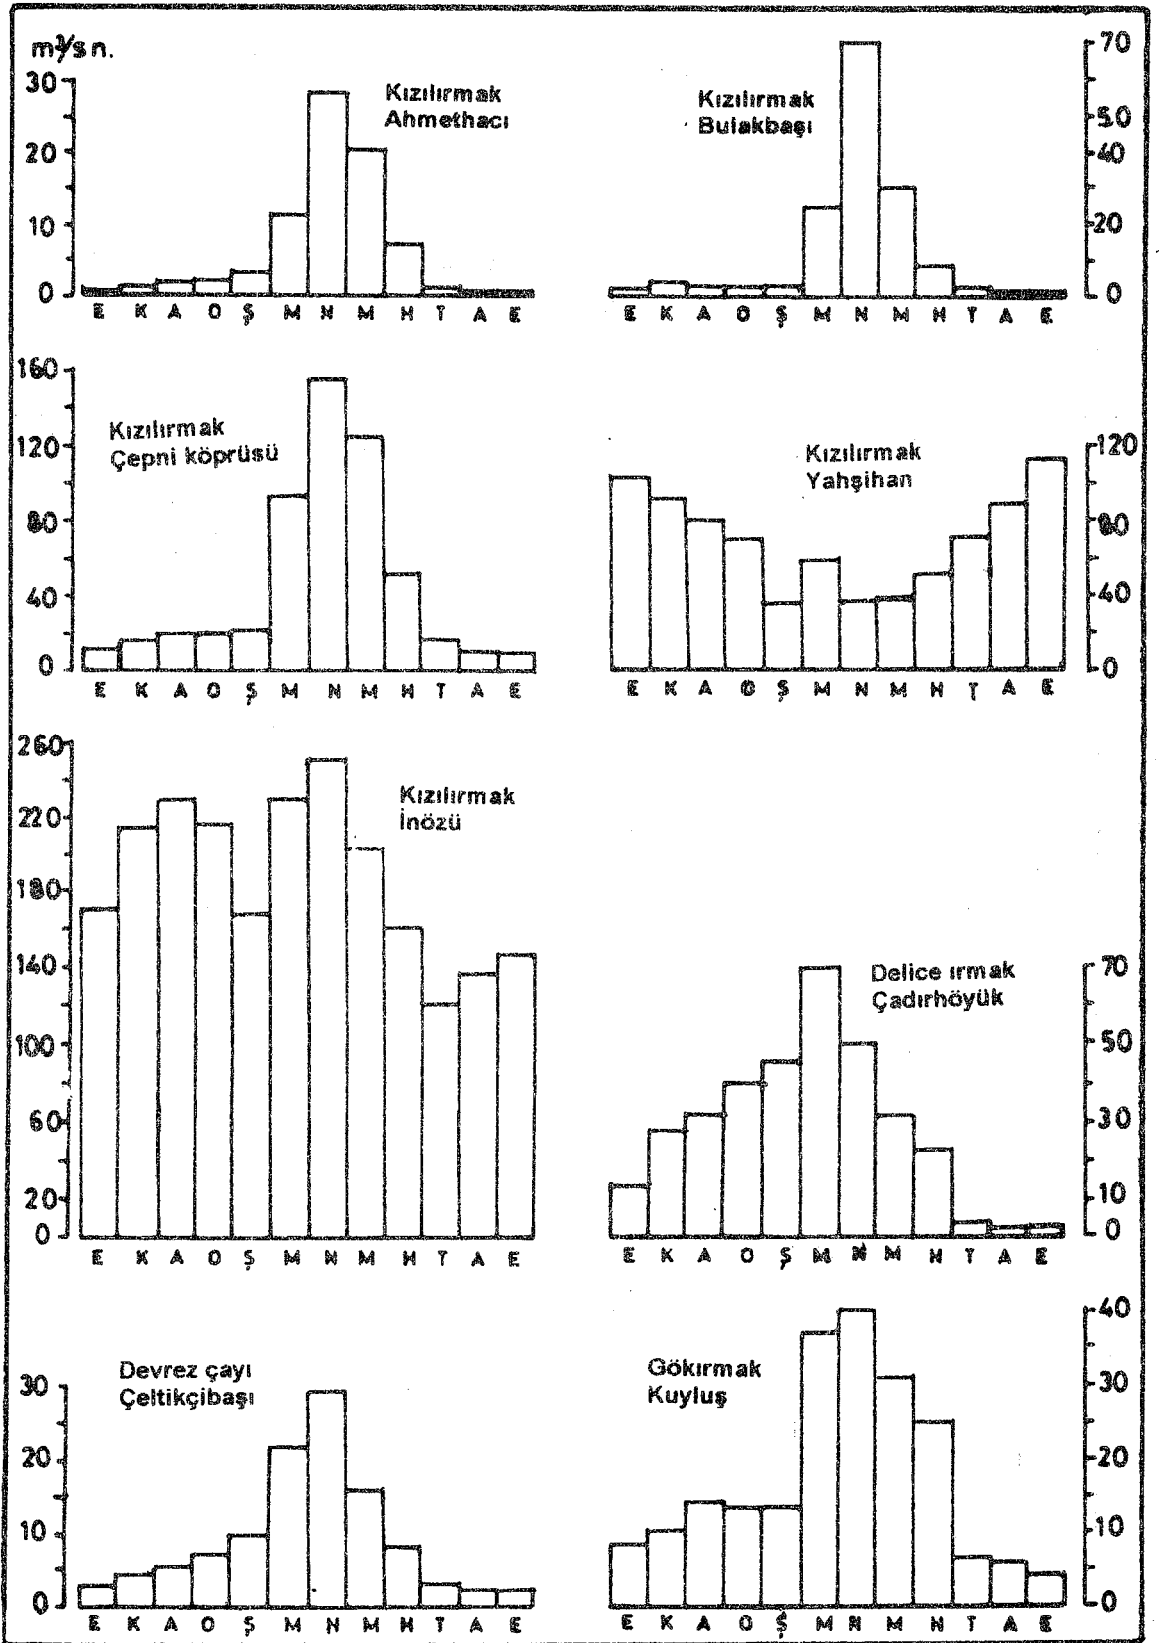 m³/sn.
30
20
10
0
Kızılırmak
Ahmethacı
E K A O Ş M N M H T A E
Kızılırmak
Bulakbaşı
70
50
40
20
0
E K A O Ş M N M H T A E
160
120
80
40
0
Kızılırmak
Çepni köprüsü
E K A O Ş M N M H T A E
Kızılırmak
Yahşihan
120
80
40
0
E K A O Ş M N M H T A E
260
220
180
140
100
60
20
0
Kızılırmak
İnözü
E K A O Ş M N M H T A E
Delice ırmak
Çadırhöyük
70
50
30
10
0
E K A O Ş M N M H T A E
Devrez çayı
Çeltikçibaşı
30
20
10
0
E K A O Ş M N M H T A E
Gökırmak
Kuyluş
40
30
20
10
0
E K A O Ş M N M H T A E